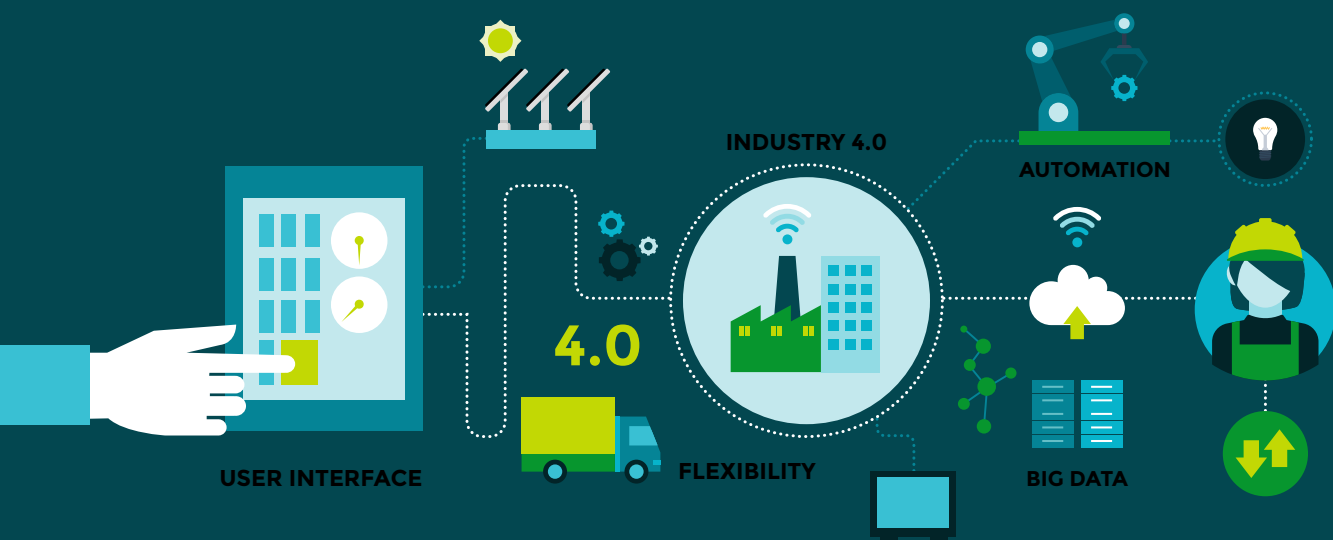 INDUSTRY 4.0
AUTOMATION
4.0
USER INTERFACE
FLEXIBILITY
BIG DATA